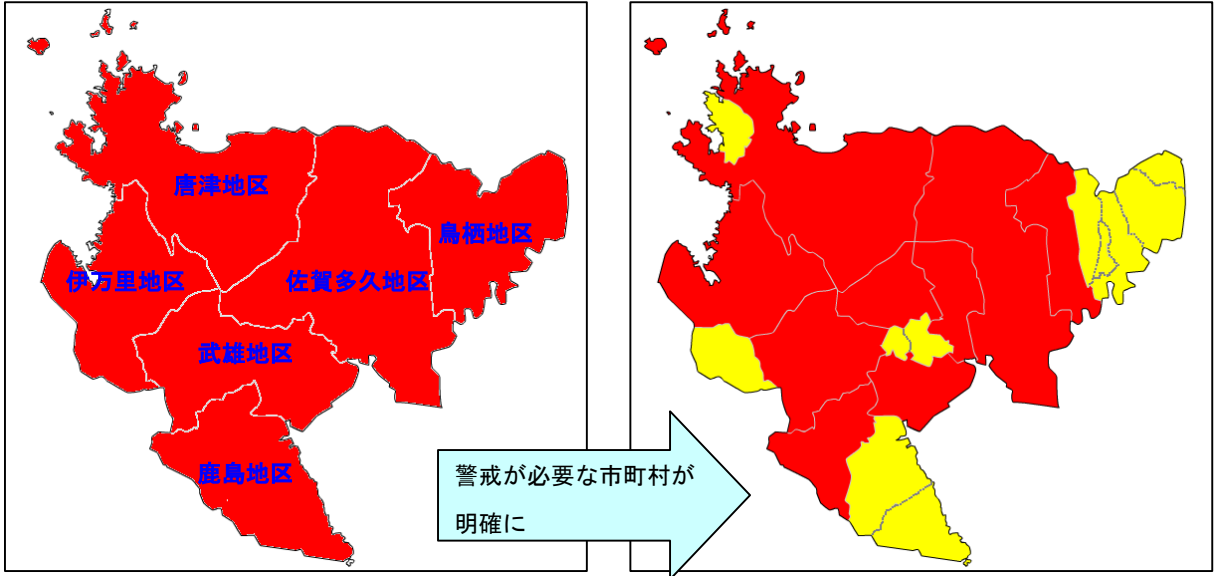 唐津地区
鳥栖地区
伊万里地区
佐賀多久地区
武雄地区
鹿島地区
警戒が必要な市町村が
明確に